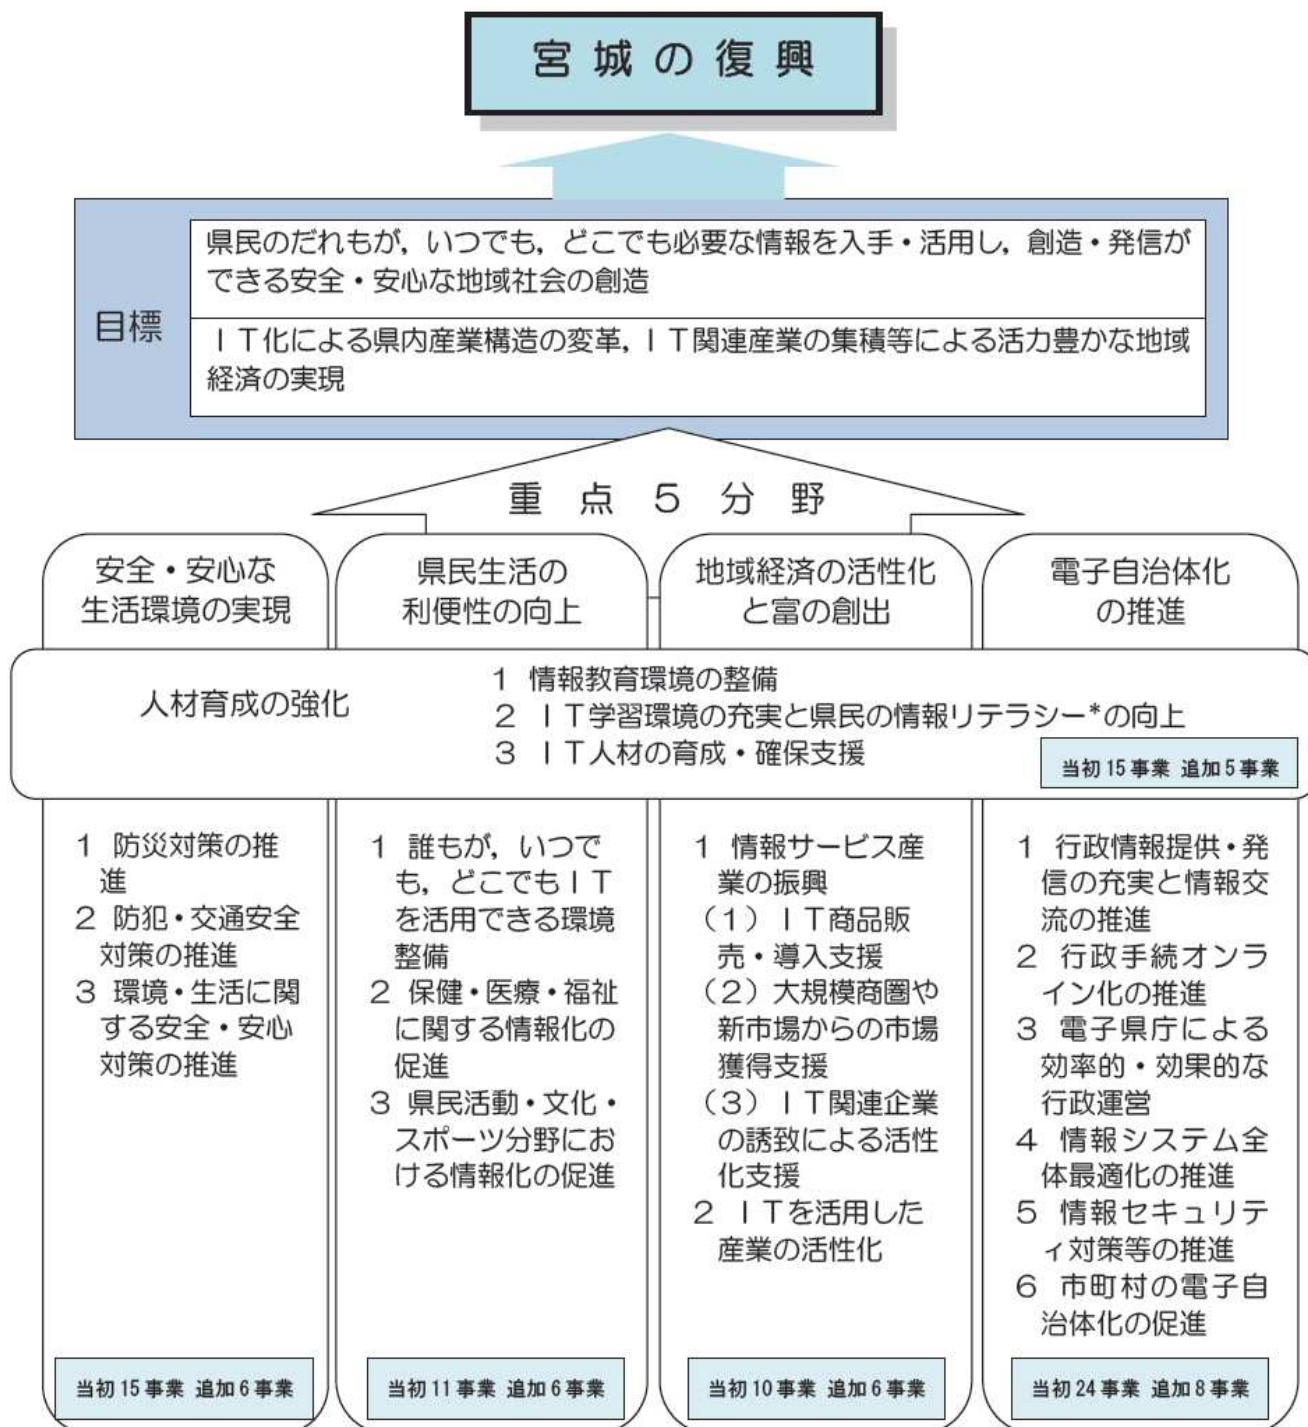 宮城の復興
目標
県民のだれもが，いつでも，どこでも必要な情報を入手・活用し，創造・発信が
できる安全・安心な地域社会の創造
ＩＴ化による県内産業構造の変革，ＩＴ関連産業の集積等による活力豊かな地域
経済の実現
重点５分野
安全・安心な
生活環境の実現
県民生活の
利便性の向上
地域経済の活性化
と富の創出
電子自治体化
の推進
人材育成の強化
１ 情報教育環境の整備
２ ＩＴ学習環境の充実と県民の情報リテラシー*の向上
３ ＩＴ人材の育成・確保支援
当初15事業 追加5事業
１ 防災対策の推
進
２ 防犯・交通安全
対策の推進
３ 環境・生活に関
する安全・安心
対策の推進
当初15事業 追加6事業
１ 誰もが，いつで
も，どこでもＩＴ
を活用できる環境
整備
２ 保健・医療・福祉
に関する情報化の
促進
３ 県民活動・文化・
スポーツ分野にお
ける情報化の促進
当初11事業 追加6事業
１ 情報サービス産
業の振興
（１）ＩＴ商品販
売・導入支援
（２）大規模商圏や
新市場からの市場
獲得支援
（３）ＩＴ関連企業
の誘致による活性
化支援
２ ＩＴを活用した
産業の活性化
当初10事業 追加6事業
１ 行政情報提供・発
信の充実と情報交
流の推進
２ 行政手続オンラ
イン化の推進
３ 電子県庁による
効率的・効果的な
行政運営
４ 情報システム全
体最適化の推進
５ 情報セキュリテ
ィ対策等の推進
６ 市町村の電子自
治体化の促進
当初24事業 追加8事業